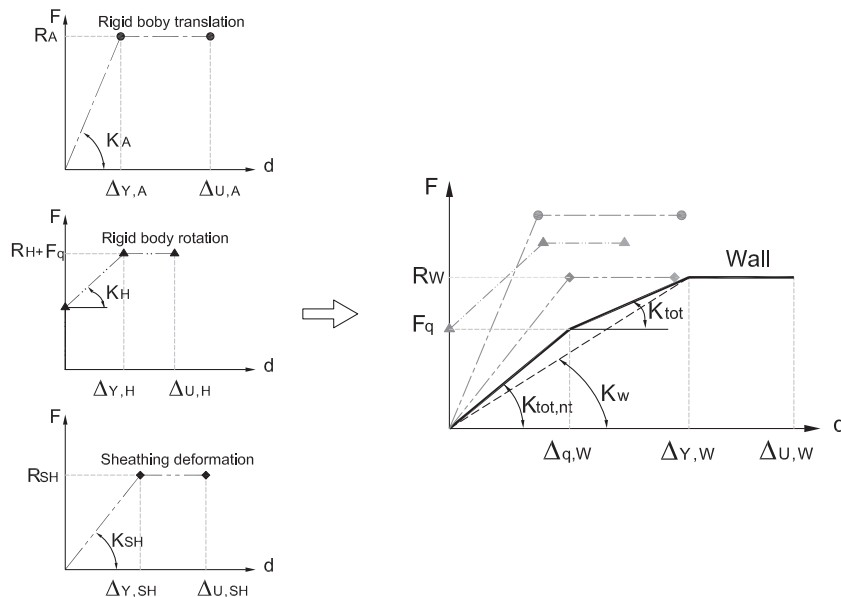 F
Rigid boby translation
RA
KA
d
ΔY,A
ΔU,A
F
Rigid body rotation
RH+Fq
KH
d
ΔY,H
ΔU,H
F
Sheathing deformation
RSH
KSH
d
ΔY,SH
ΔU,SH
F
Wall
RW
Ktot
Fq
KW
Ktot,nt
d
Δq,W
ΔY,W
ΔU,W